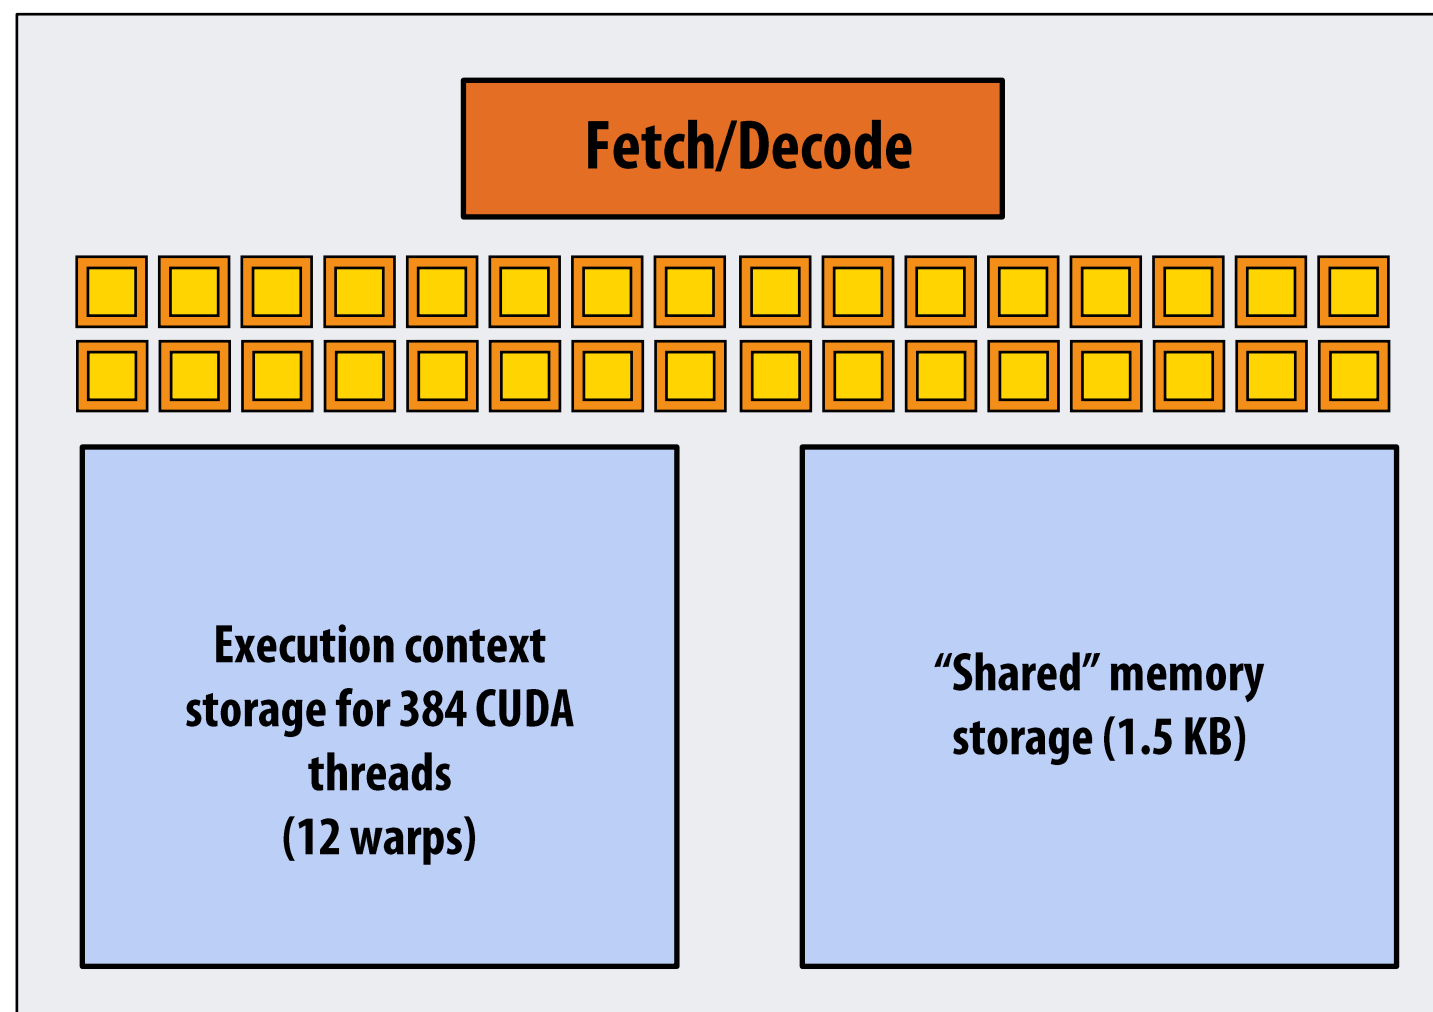 Fetch/Decode
Execution context
storage for 384 CUDA
threads
(12 warps)
“Shared” memory
storage (1.5 KB)